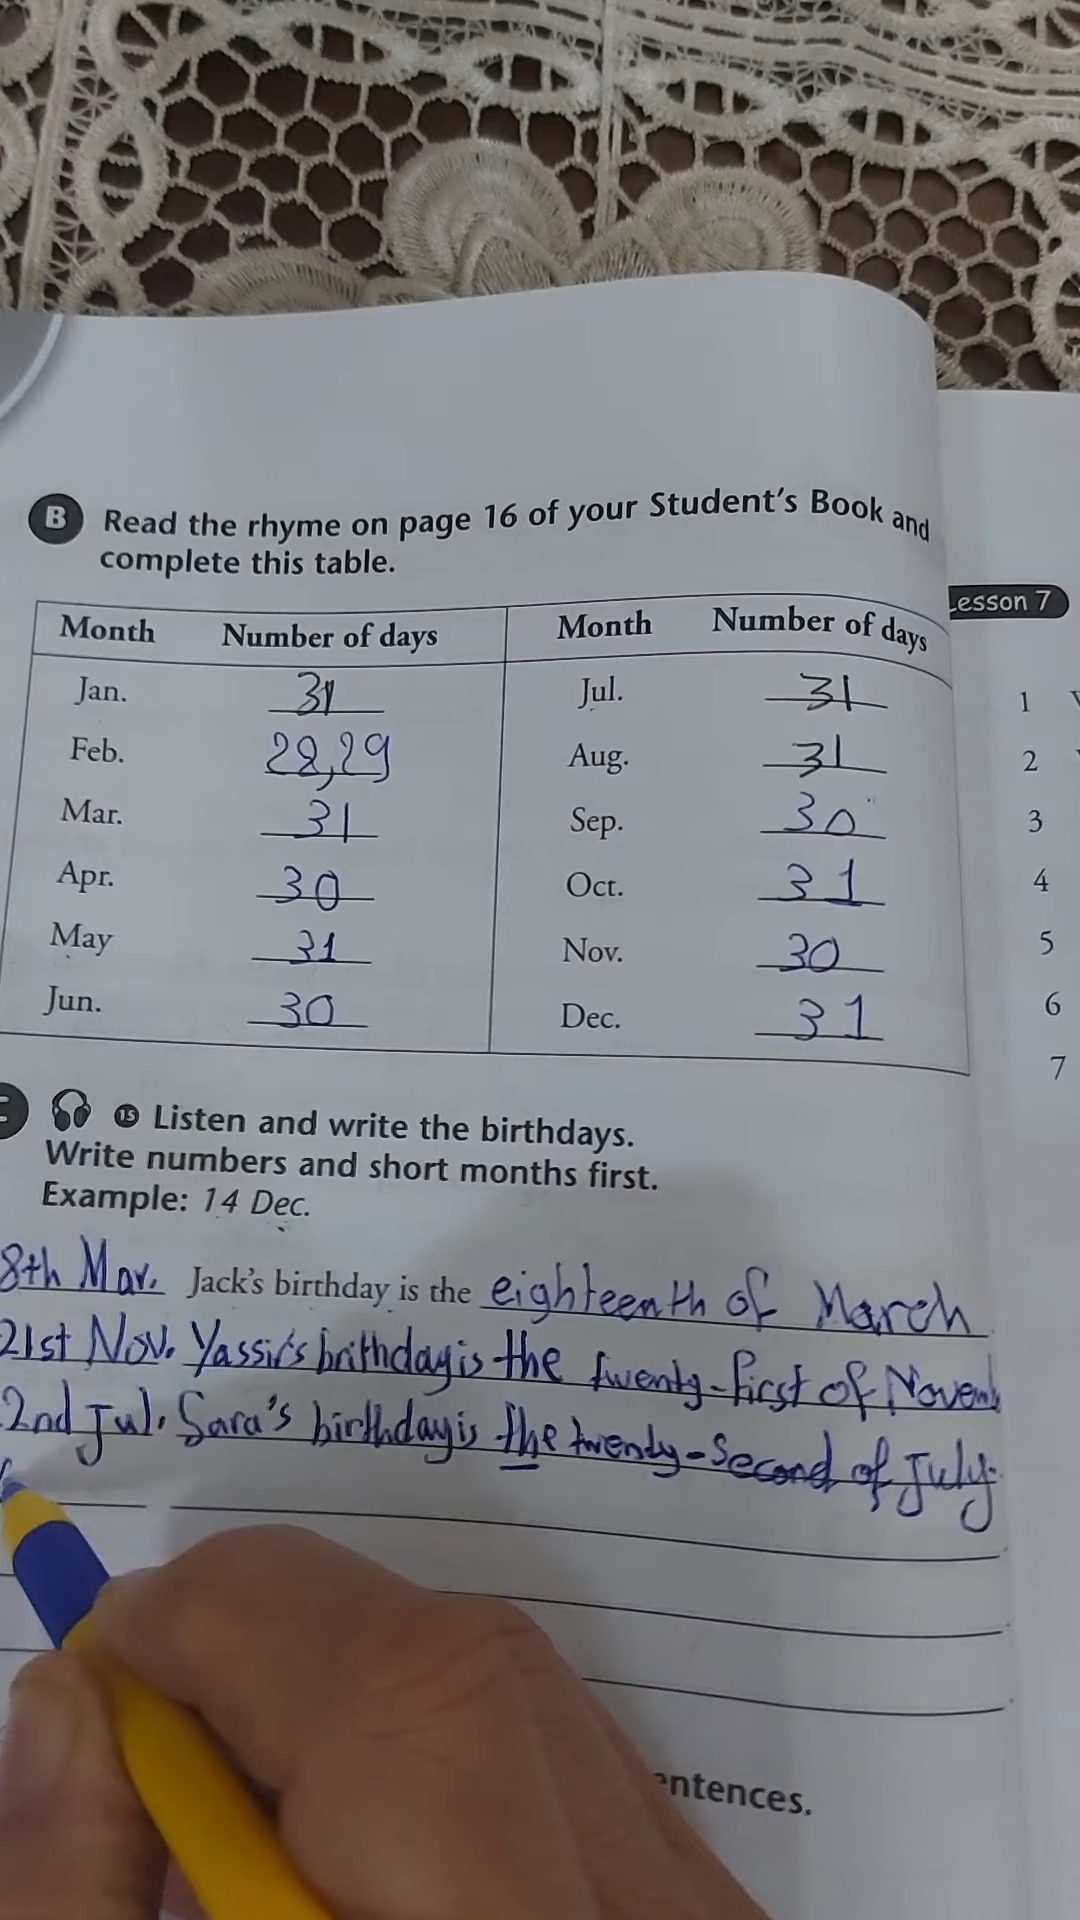 B Read the rhyme on page 16 of your Student's Book and
complete this table.
Lesson 7
Month Number of days Month Number of days
Jan. 31 Jul. 31
Feb. 28,29 Aug. 31
Mar. 31 Sep. 30
Apr. 30 Oct. 31
May 31 Nov. 30
Jun. 30 Dec. 31
1
2
3
4
5
6
7
15 Listen and write the birthdays.
Write numbers and short months first.
Example: 14 Dec.
8th Mar. Jack's birthday is the eighteenth of March
21st Nov. Yassir's brithday is the twenty-first of Novem
2nd Jul. Sara's birthday is the twenty-second of July.
entences.